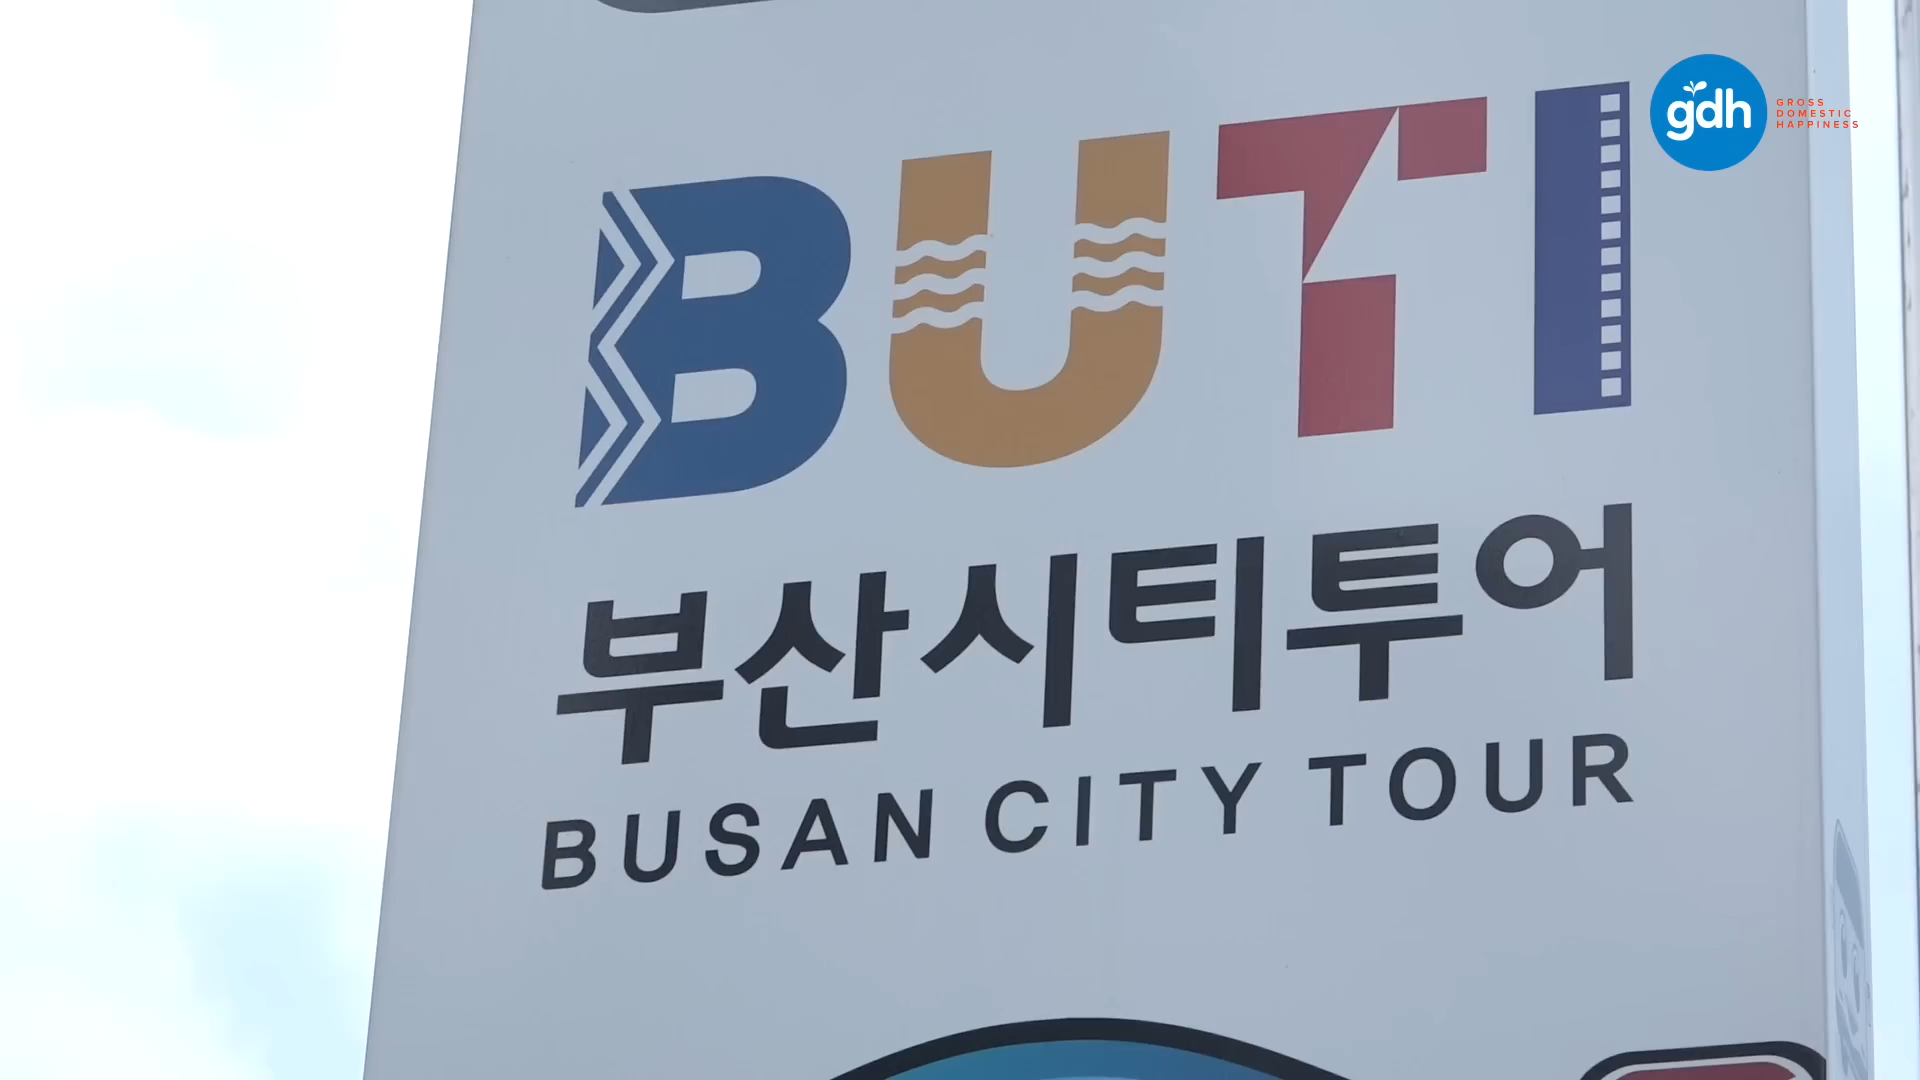 gdh GROSS
DOMESTIC
HAPPINESS
BUTI
부산시티투어
BUSAN CITY TOUR